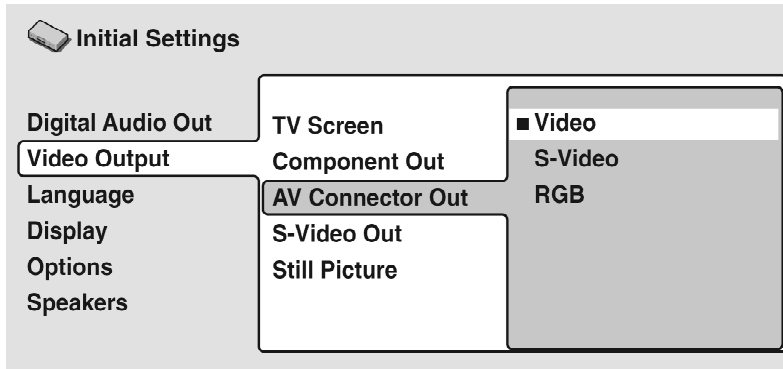 Initial Settings
Digital Audio Out
Video Output
Language
Display
Options
Speakers
TV Screen
Component Out
AV Connector Out
S-Video Out
Still Picture
Video
S-Video
RGB